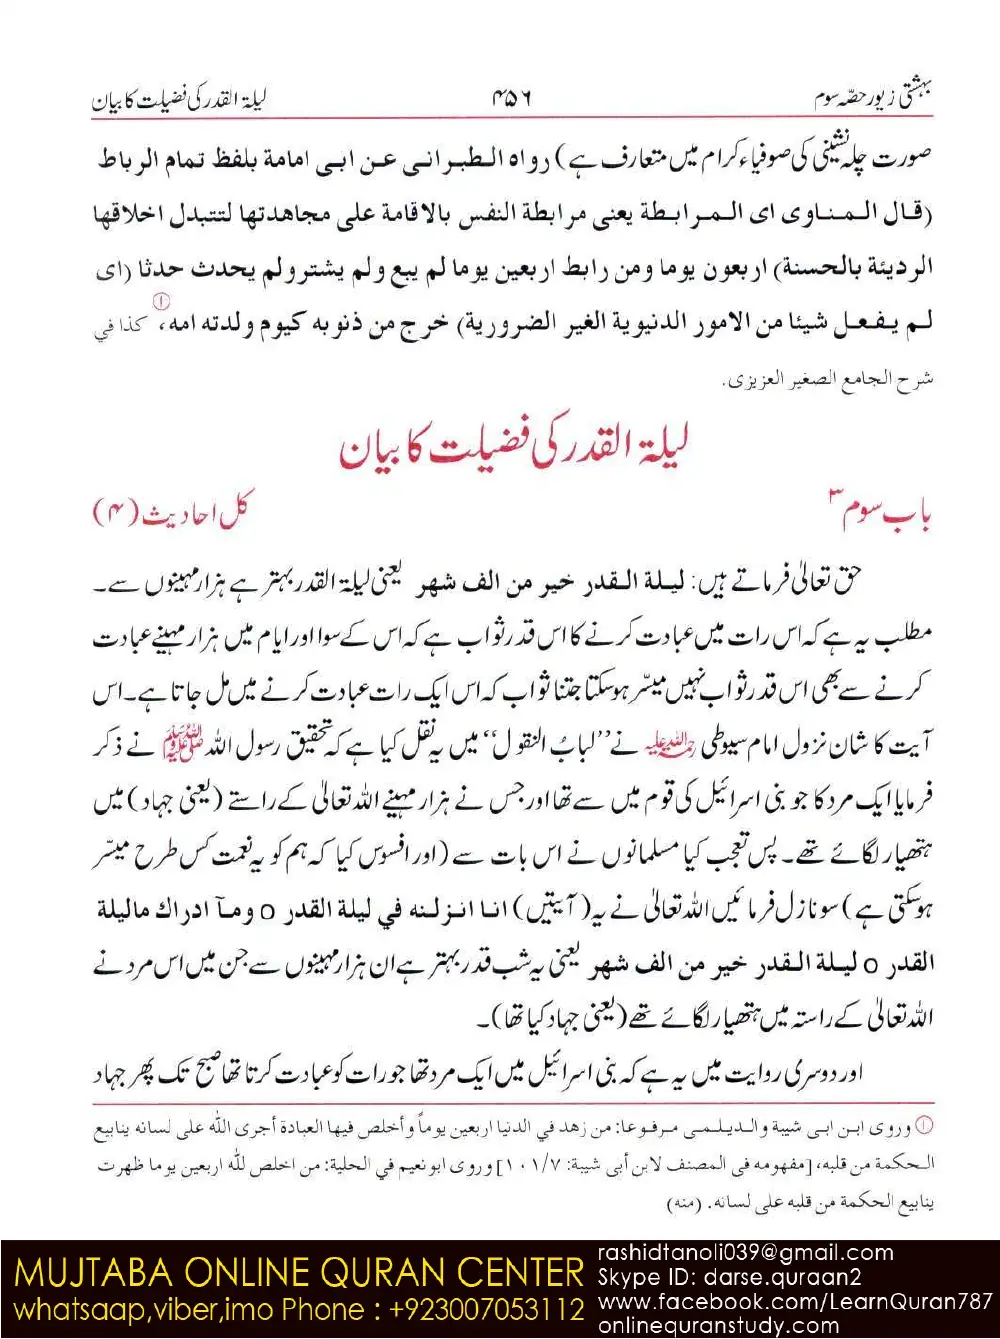 بہشتی زیور حصّہ سوم ۴۵۶ لیلۃ القدر کی فضیلت کا بیان
صورت چلہ نشینی کی صوفیاء کرام میں متعارف ہے) رواہ الطبرانی عن ابی امامة بلفظ تمام الرباط
(قال المناوی ای المرابطة یعنی مرابطة النفس بالاقامة علی مجاهدتها لتتبدل اخلاقها
الردیئة بالحسنة) اربعون یوما ومن رابط اربعین یوما لم یبع ولم یشتر ولم یحدث حدثا (ای
لم یفعل شیئا من الامور الدنیویة الغیر الضروریة) خرج من ذنوبه کیوم ولدته امه، ① کذا في
شرح الجامع الصغیر العزیزی.
لیلۃ القدر کی فضیلت کا بیان
باب سوم ۳ کل احادیث (۴)
حق تعالیٰ فرماتے ہیں: لیلة القدر خیر من الف شهر یعنی لیلۃ القدر بہتر ہے ہزار مہینوں سے۔
مطلب یہ ہے کہ اس رات میں عبادت کرنے کا اس قدر ثواب ہے کہ اس کے سوا اور ایام میں ہزار مہینے عبادت
کرنے سے بھی اس قدر ثواب نہیں میسّر ہوسکتا جتنا ثواب کہ اس ایک رات عبادت کرنے میں مل جاتا ہے۔ اس
آیت کا شان نزول امام سیوطی رحمہ اللہ علیہ نے ’’لبابُ النقول‘‘ میں یہ نقل کیا ہے کہ تحقیق رسول اللہ ﷺ نے ذکر
فرمایا ایک مرد کا جو بنی اسرائیل کی قوم میں سے تھا اور جس نے ہزار مہینے اللہ تعالیٰ کے راستے (یعنی جہاد) میں
ہتھیار لگائے تھے۔ پس تعجب کیا مسلمانوں نے اس بات سے (اور افسوس کیا کہ ہم کو یہ نعمت کس طرح میسّر
ہوسکتی ہے) سو نازل فرمائیں اللہ تعالیٰ نے یہ (آیتیں) انا انزلنه في لیلة القدر o ومآ ادراك ما لیلة
القدر o لیلة القدر خیر من الف شهر یعنی یہ شب قدر بہتر ہے ان ہزار مہینوں سے جن میں اس مرد نے
اللہ تعالیٰ کے راستہ میں ہتھیار لگائے تھے (یعنی جہاد کیا تھا)۔
اور دوسری روایت میں یہ ہے کہ بنی اسرائیل میں ایک مرد تھا جو رات کو عبادت کرتا تھا صبح تک پھر جہاد
① وروی ابن ابی شیبة والدیلمی مرفوعا: من زهد في الدنیا اربعین یوماً وأخلص فیها العبادة أجری اللّٰه علی لسانه ینابیع
الحکمة من قلبه، [مفهومه فی المصنف لابن أبی شیبة: ۱۰۱/۷] وروی ابو نعیم في الحلیة: من اخلص للّٰه اربعین یوما ظهرت
ینابیع الحکمة من قلبه علی لسانه. (منه)
MUJTABA ONLINE QURAN CENTER
whatsaap,viber,imo Phone : +923007053112
rashidtanoli039@gmail.com
Skype ID: darse.quraan2
www.facebook.com/LearnQuran787
onlinequranstudy.com